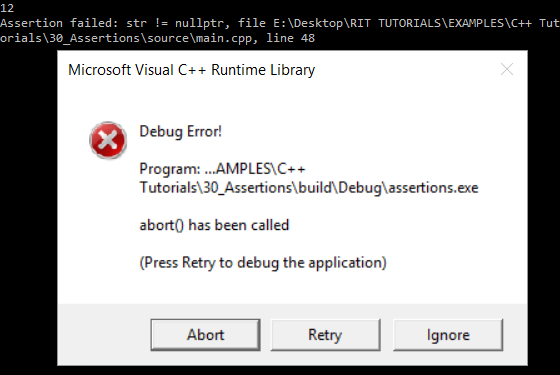 12
Assertion failed: str != nullptr, file E:\Desktop\RIT TUTORIALS\EXAMPLES\C++ Tut
orials\30_Assertions\source\main.cpp, line 48
Microsoft Visual C++ Runtime Library
Debug Error!
Program: ...AMPLES\C++
Tutorials\30_Assertions\build\Debug\assertions.exe
abort() has been called
(Press Retry to debug the application)
Abort Retry Ignore